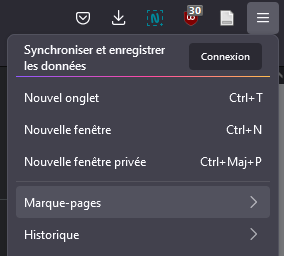 30
Synchroniser et enregistrer
les données
Connexion
Nouvel onglet Ctrl+T
Nouvelle fenêtre Ctrl+N
Nouvelle fenêtre privée Ctrl+Maj+P
Marque-pages
Historique